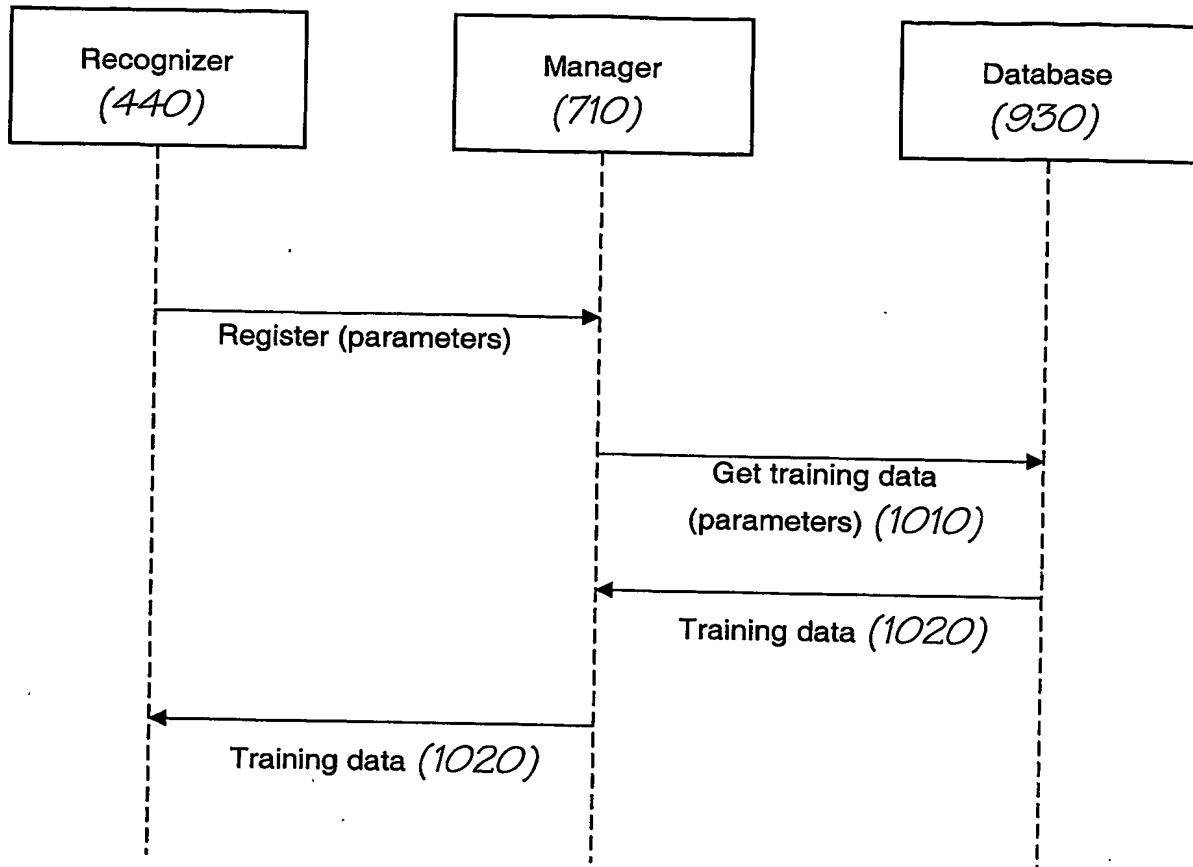 Recognizer
(440)
Manager
(710)
Database
(930)
Register (parameters)
Get training data
(parameters) (1010)
Training data (1020)
Training data (1020)